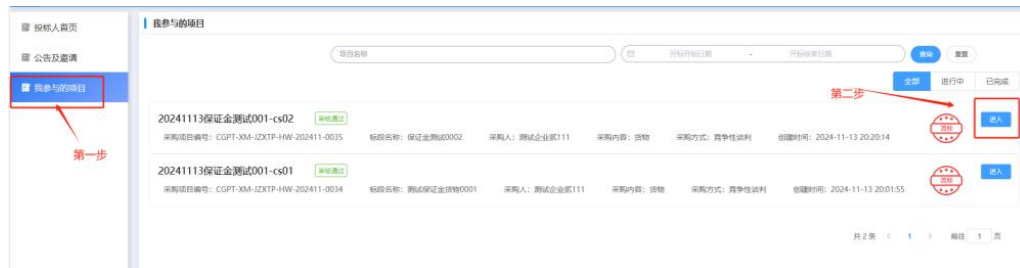 投标人首页
公告及邀请
我参与的项目
第一步
我参与的项目
项目名称
开标开始日期 - 开标结束日期
查询 重置
全部 进行中 已完成
第二步
20241113保证金测试001-cs02 审核通过
采购项目编号：CGPT-XM-JZXTP-HW-202411-0035 标段名称：保证金测试0002 采购人：测试企业贰111 采购内容：货物 采购方式：竞争性谈判 创建时间：2024-11-13 20:20:14
流标
进入
20241113保证金测试001-cs01 审核通过
采购项目编号：CGPT-XM-JZXTP-HW-202411-0034 标段名称：测试保证金货物0001 采购人：测试企业贰111 采购内容：货物 采购方式：竞争性谈判 创建时间：2024-11-13 20:01:55
流标
进入
共 2 条 < 1 > 前往 1 页